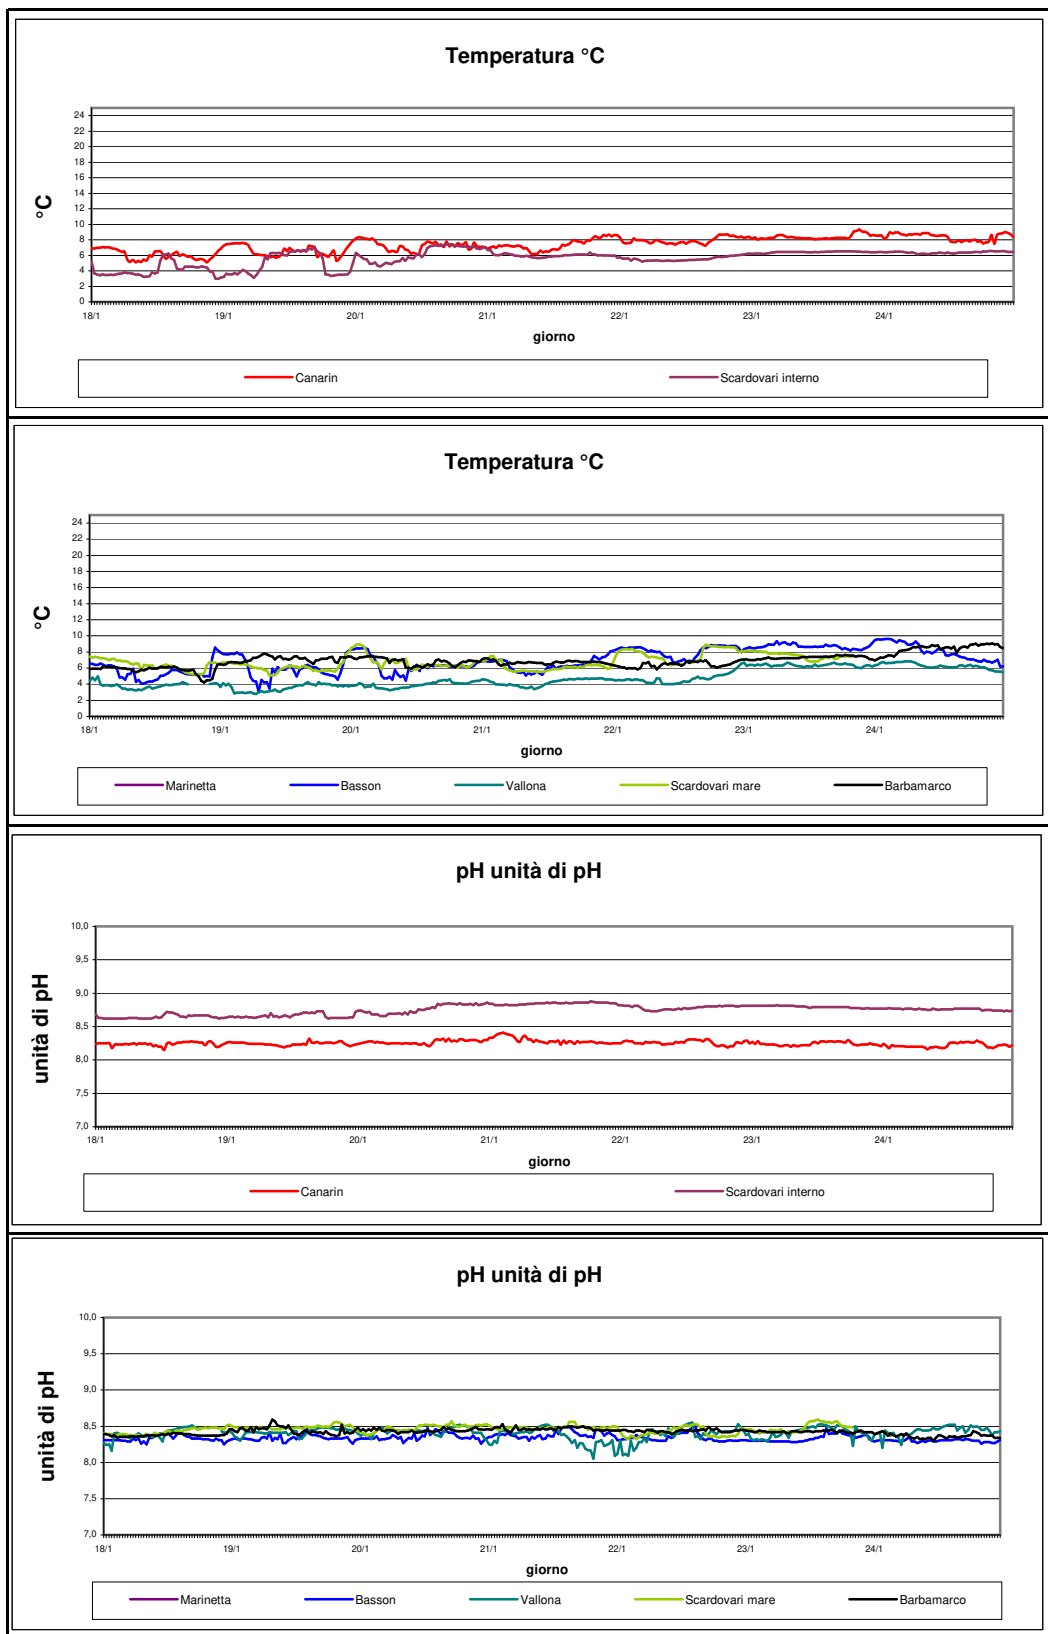 Temperatura °C
24
22
20
18
16
14
12
10
8
6
4
2
0
°C
18/1 19/1 20/1 21/1 22/1 23/1 24/1
giorno
Canarin Scardovari interno
Temperatura °C
24
22
20
18
16
14
12
10
8
6
4
2
0
°C
18/1 19/1 20/1 21/1 22/1 23/1 24/1
giorno
Marinetta Basson Vallona Scardovari mare Barbamarco
pH unità di pH
10,0
9,5
9,0
8,5
8,0
7,5
7,0
unità di pH
18/1 19/1 20/1 21/1 22/1 23/1 24/1
giorno
Canarin Scardovari interno
pH unità di pH
10,0
9,5
9,0
8,5
8,0
7,5
7,0
unità di pH
18/1 19/1 20/1 21/1 22/1 23/1 24/1
giorno
Marinetta Basson Vallona Scardovari mare Barbamarco